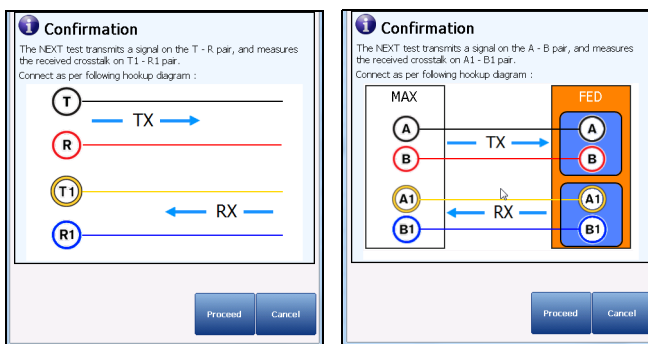 Confirmation
The NEXT test transmits a signal on the T - R pair, and measures
the received crosstalk on T1 - R1 pair.
Connect as per following hookup diagram :
T
TX
R
T1
RX
R1
Proceed
Cancel
Confirmation
The NEXT test transmits a signal on the A - B pair, and measures
the received crosstalk on A1 - B1 pair.
Connect as per following hookup diagram :
MAX
FED
A
A
TX
B
B
A1
A1
RX
B1
B1
Proceed
Cancel